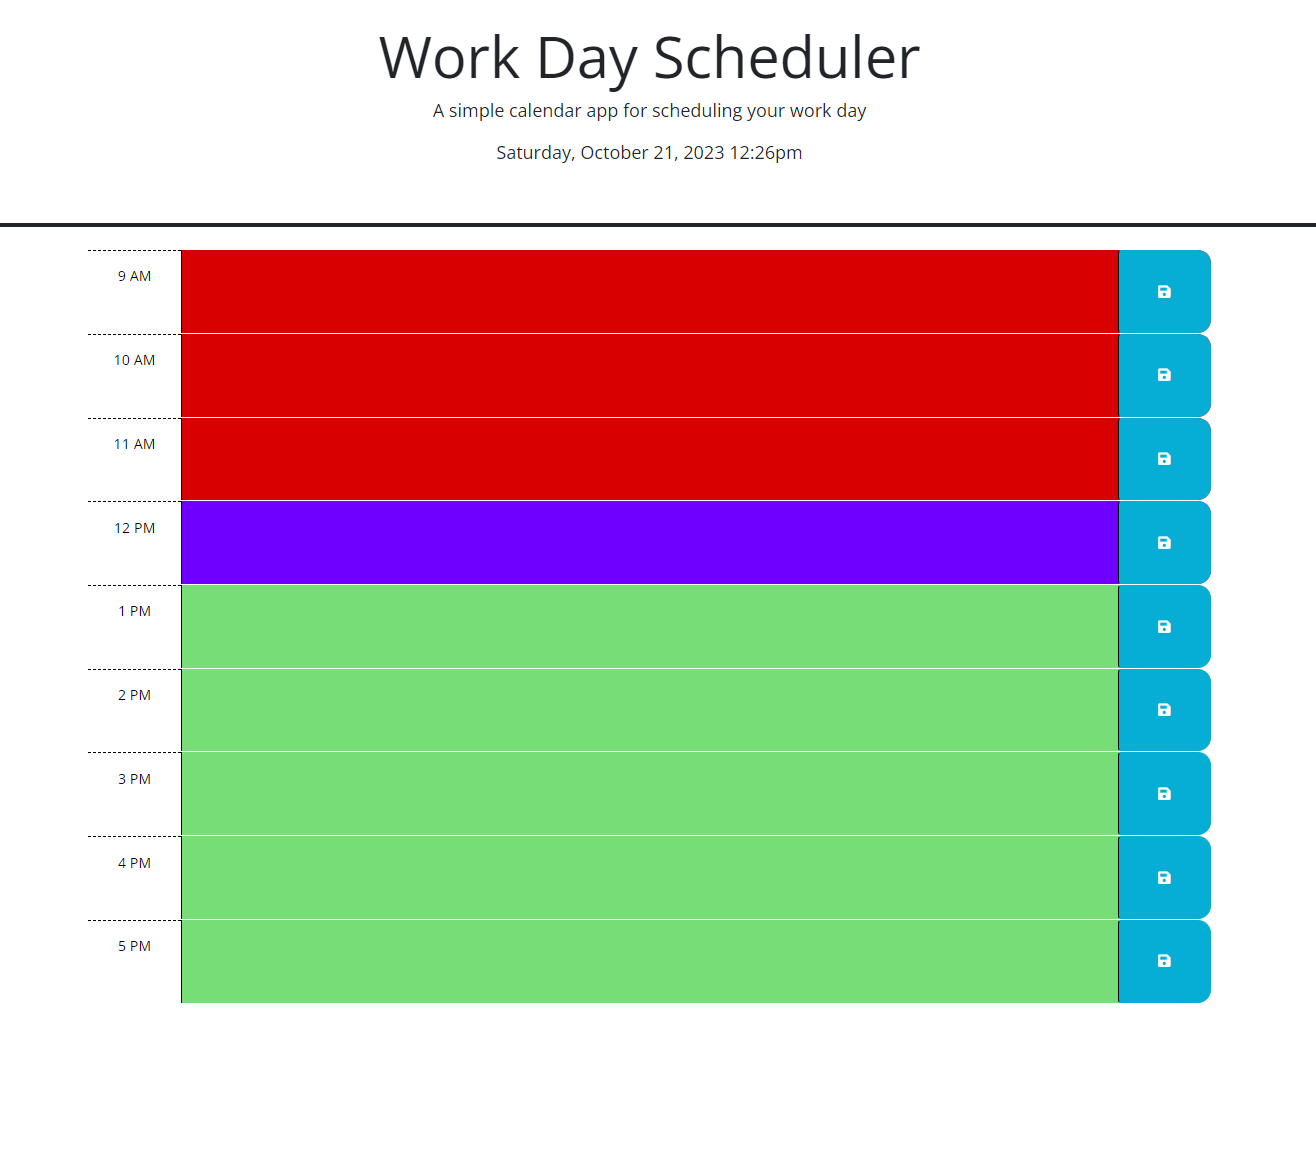 Work Day Scheduler
A simple calendar app for scheduling your work day
Saturday, October 21, 2023 12:26pm
9 AM
10 AM
11 AM
12 PM
1 PM
2 PM
3 PM
4 PM
5 PM